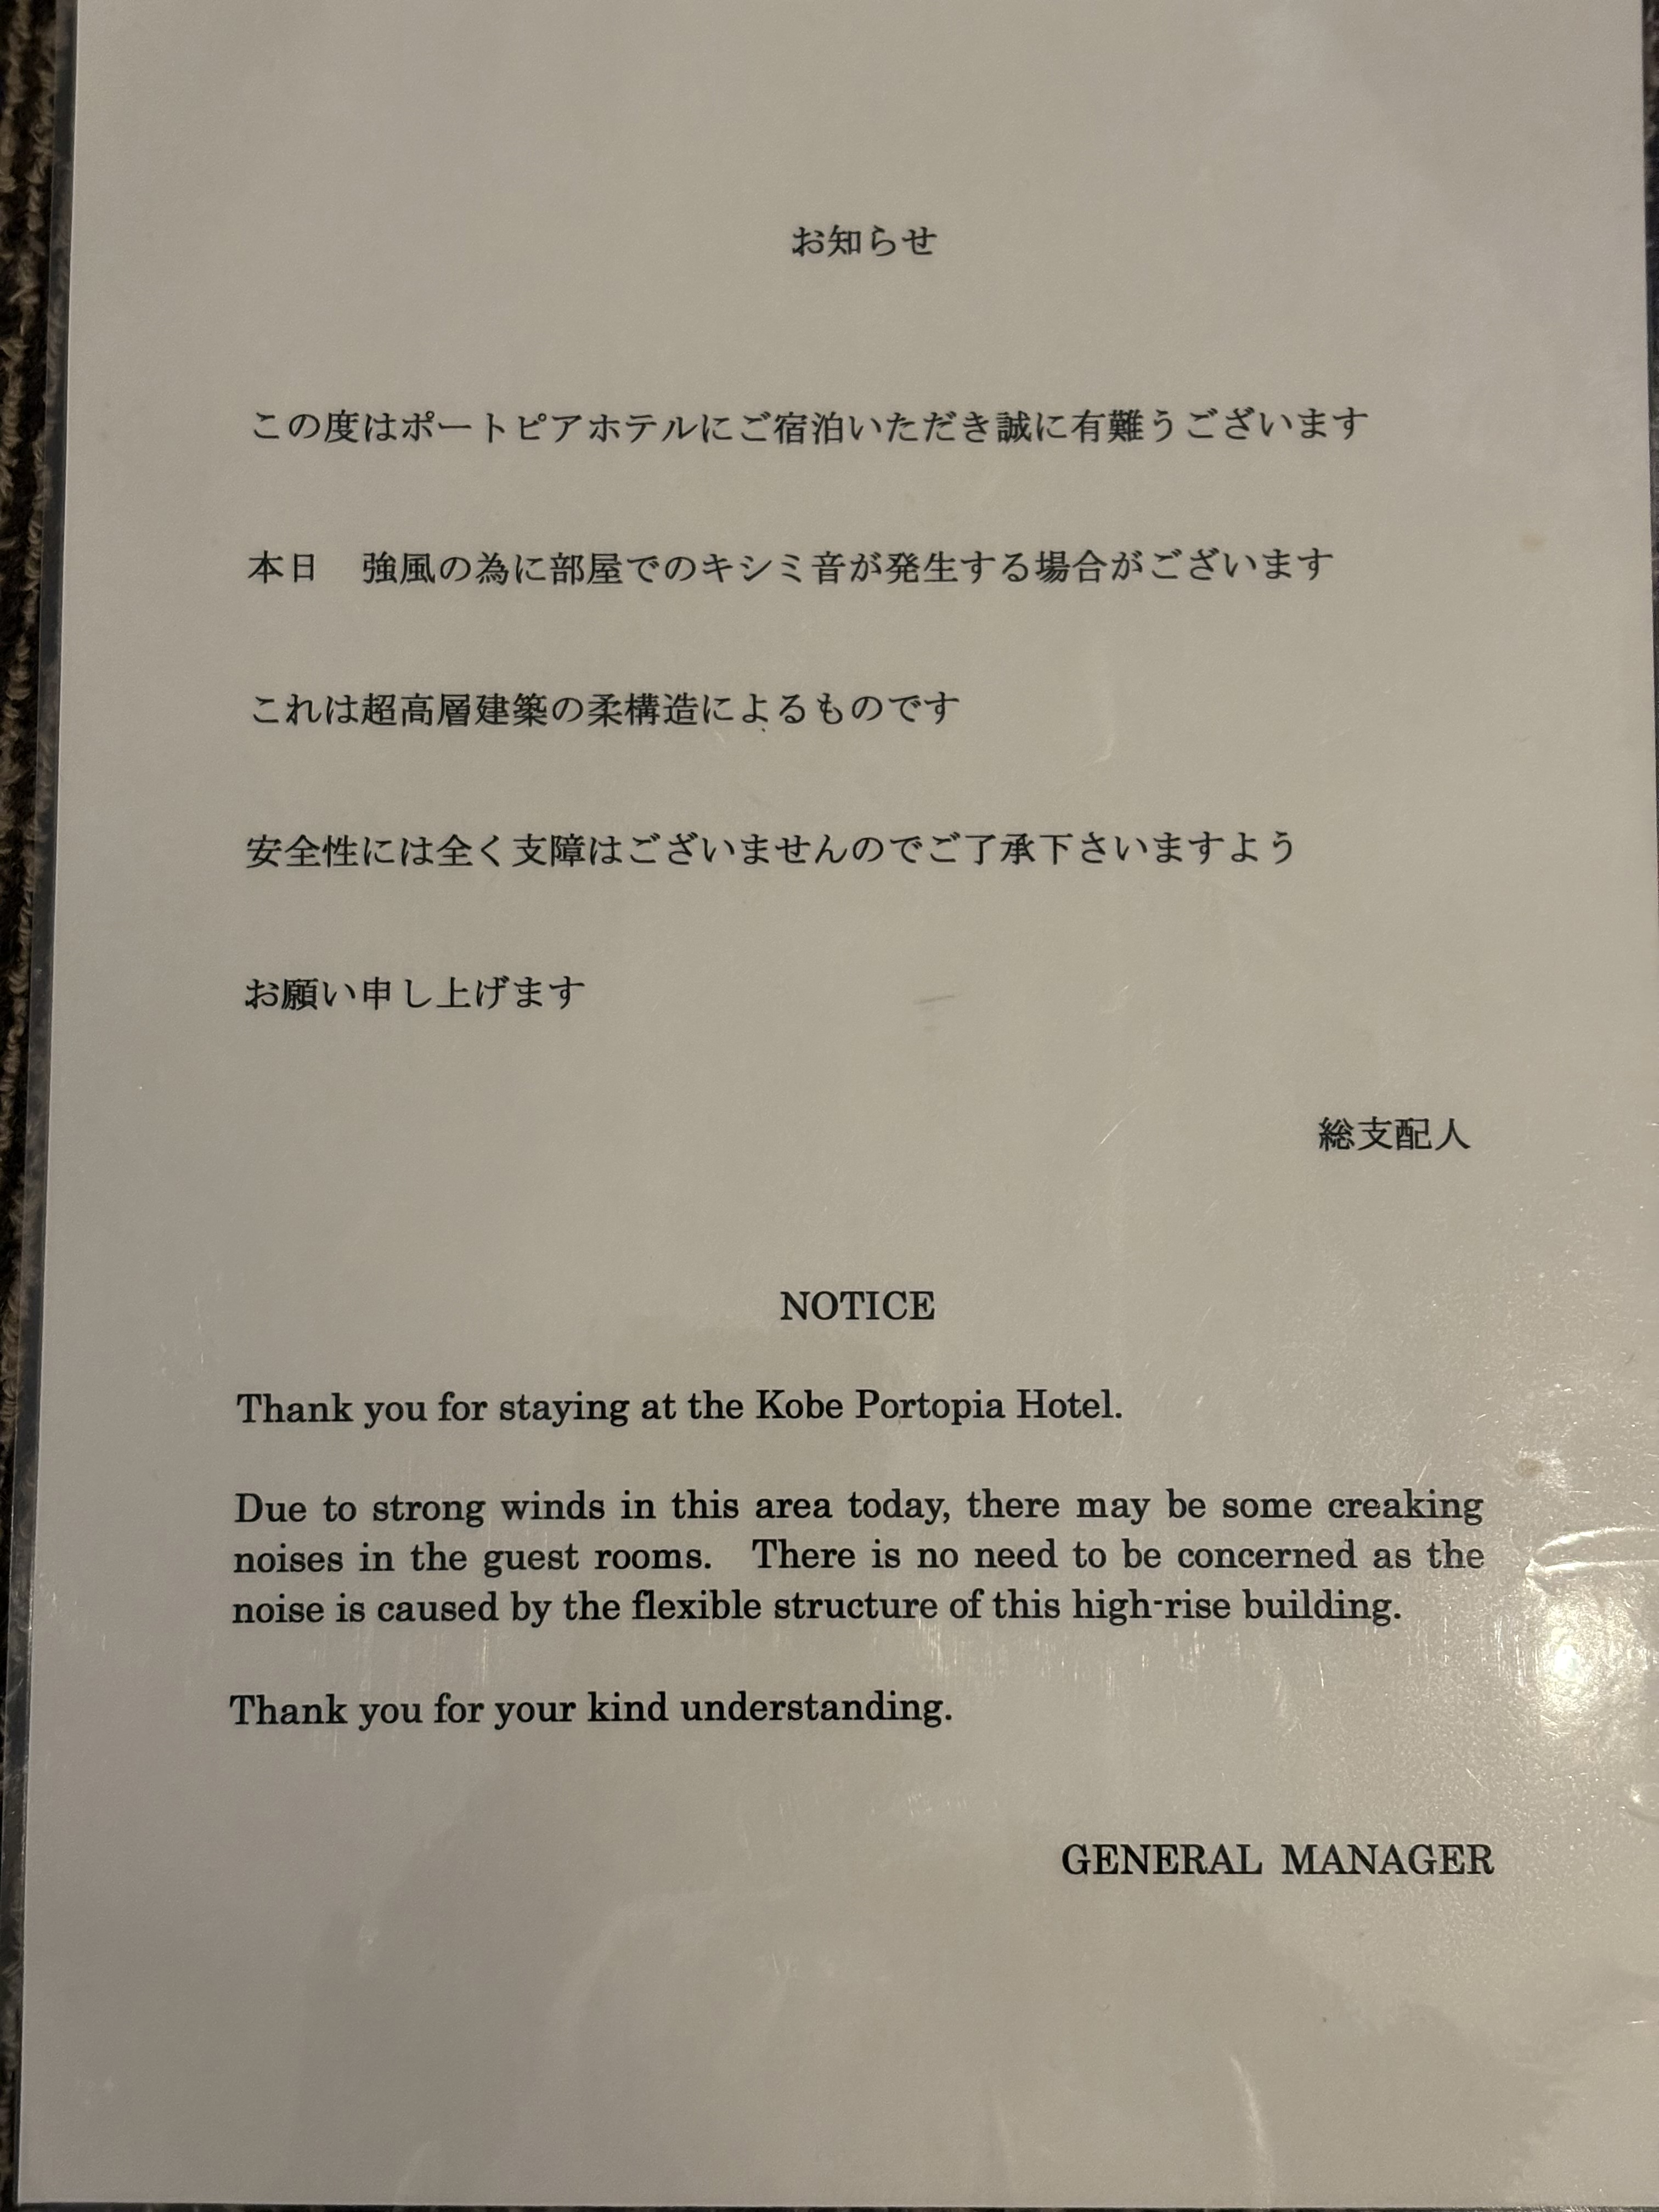 お知らせ
この度はポートピアホテルにご宿泊いただき誠に有難うございます
本日　強風の為に部屋でのキシミ音が発生する場合がございます
これは超高層建築の柔構造によるものです
安全性には全く支障はございませんのでご了承下さいますよう
お願い申し上げます
総支配人
NOTICE
Thank you for staying at the Kobe Portopia Hotel.
Due to strong winds in this area today, there may be some creaking
noises in the guest rooms.  There is no need to be concerned as the
noise is caused by the flexible structure of this high-rise building.
Thank you for your kind understanding.
GENERAL MANAGER